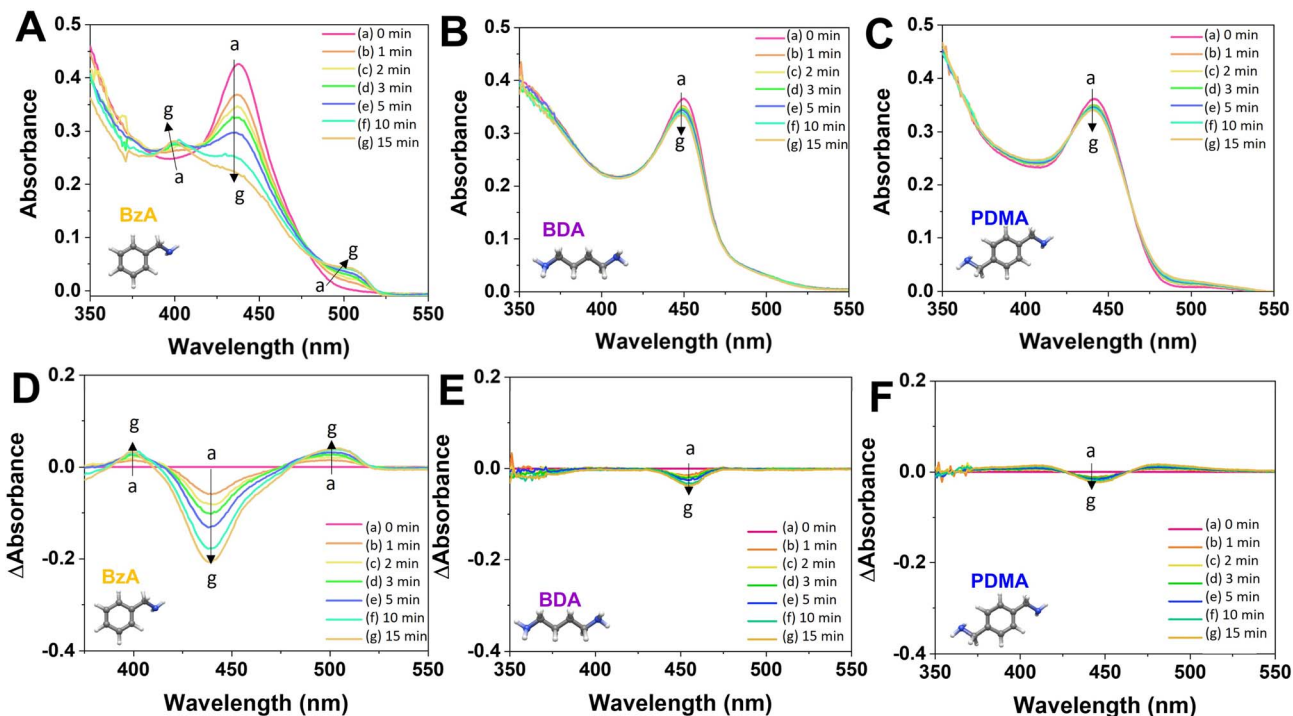 A
0.5
0.4
0.3
0.2
0.1
0.0
Absorbance
350 400 450 500 550
Wavelength (nm)
(a) 0 min
(b) 1 min
(c) 2 min
(d) 3 min
(e) 5 min
(f) 10 min
(g) 15 min
a
g
g
a
g
a
BzA
B
0.5
0.4
0.3
0.2
0.1
0.0
Absorbance
350 400 450 500 550
Wavelength (nm)
(a) 0 min
(b) 1 min
(c) 2 min
(d) 3 min
(e) 5 min
(f) 10 min
(g) 15 min
a
g
BDA
C
0.5
0.4
0.3
0.2
0.1
0.0
Absorbance
350 400 450 500 550
Wavelength (nm)
(a) 0 min
(b) 1 min
(c) 2 min
(d) 3 min
(e) 5 min
(f) 10 min
(g) 15 min
a
g
PDMA
D
0.2
0.0
-0.2
-0.4
ΔAbsorbance
400 450 500 550
Wavelength (nm)
g
a
a
g
g
a
(a) 0 min
(b) 1 min
(c) 2 min
(d) 3 min
(e) 5 min
(f) 10 min
(g) 15 min
BzA
E
0.2
0.0
-0.2
-0.4
ΔAbsorbance
350 400 450 500 550
Wavelength (nm)
a
g
(a) 0 min
(b) 1 min
(c) 2 min
(d) 3 min
(e) 5 min
(f) 10 min
(g) 15 min
BDA
F
0.2
0.0
-0.2
-0.4
ΔAbsorbance
350 400 450 500 550
Wavelength (nm)
a
g
(a) 0 min
(b) 1 min
(c) 2 min
(d) 3 min
(e) 5 min
(f) 10 min
(g) 15 min
PDMA